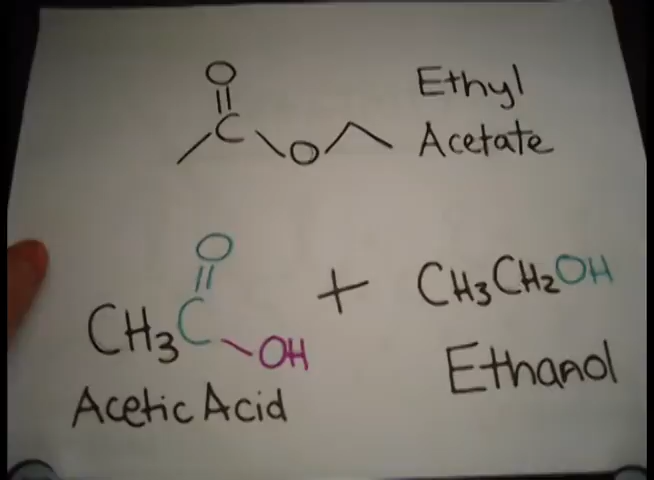 O
C
O
Ethyl
Acetate
O
CH3C
OH
+
CH3CH2OH
Acetic Acid
Ethanol